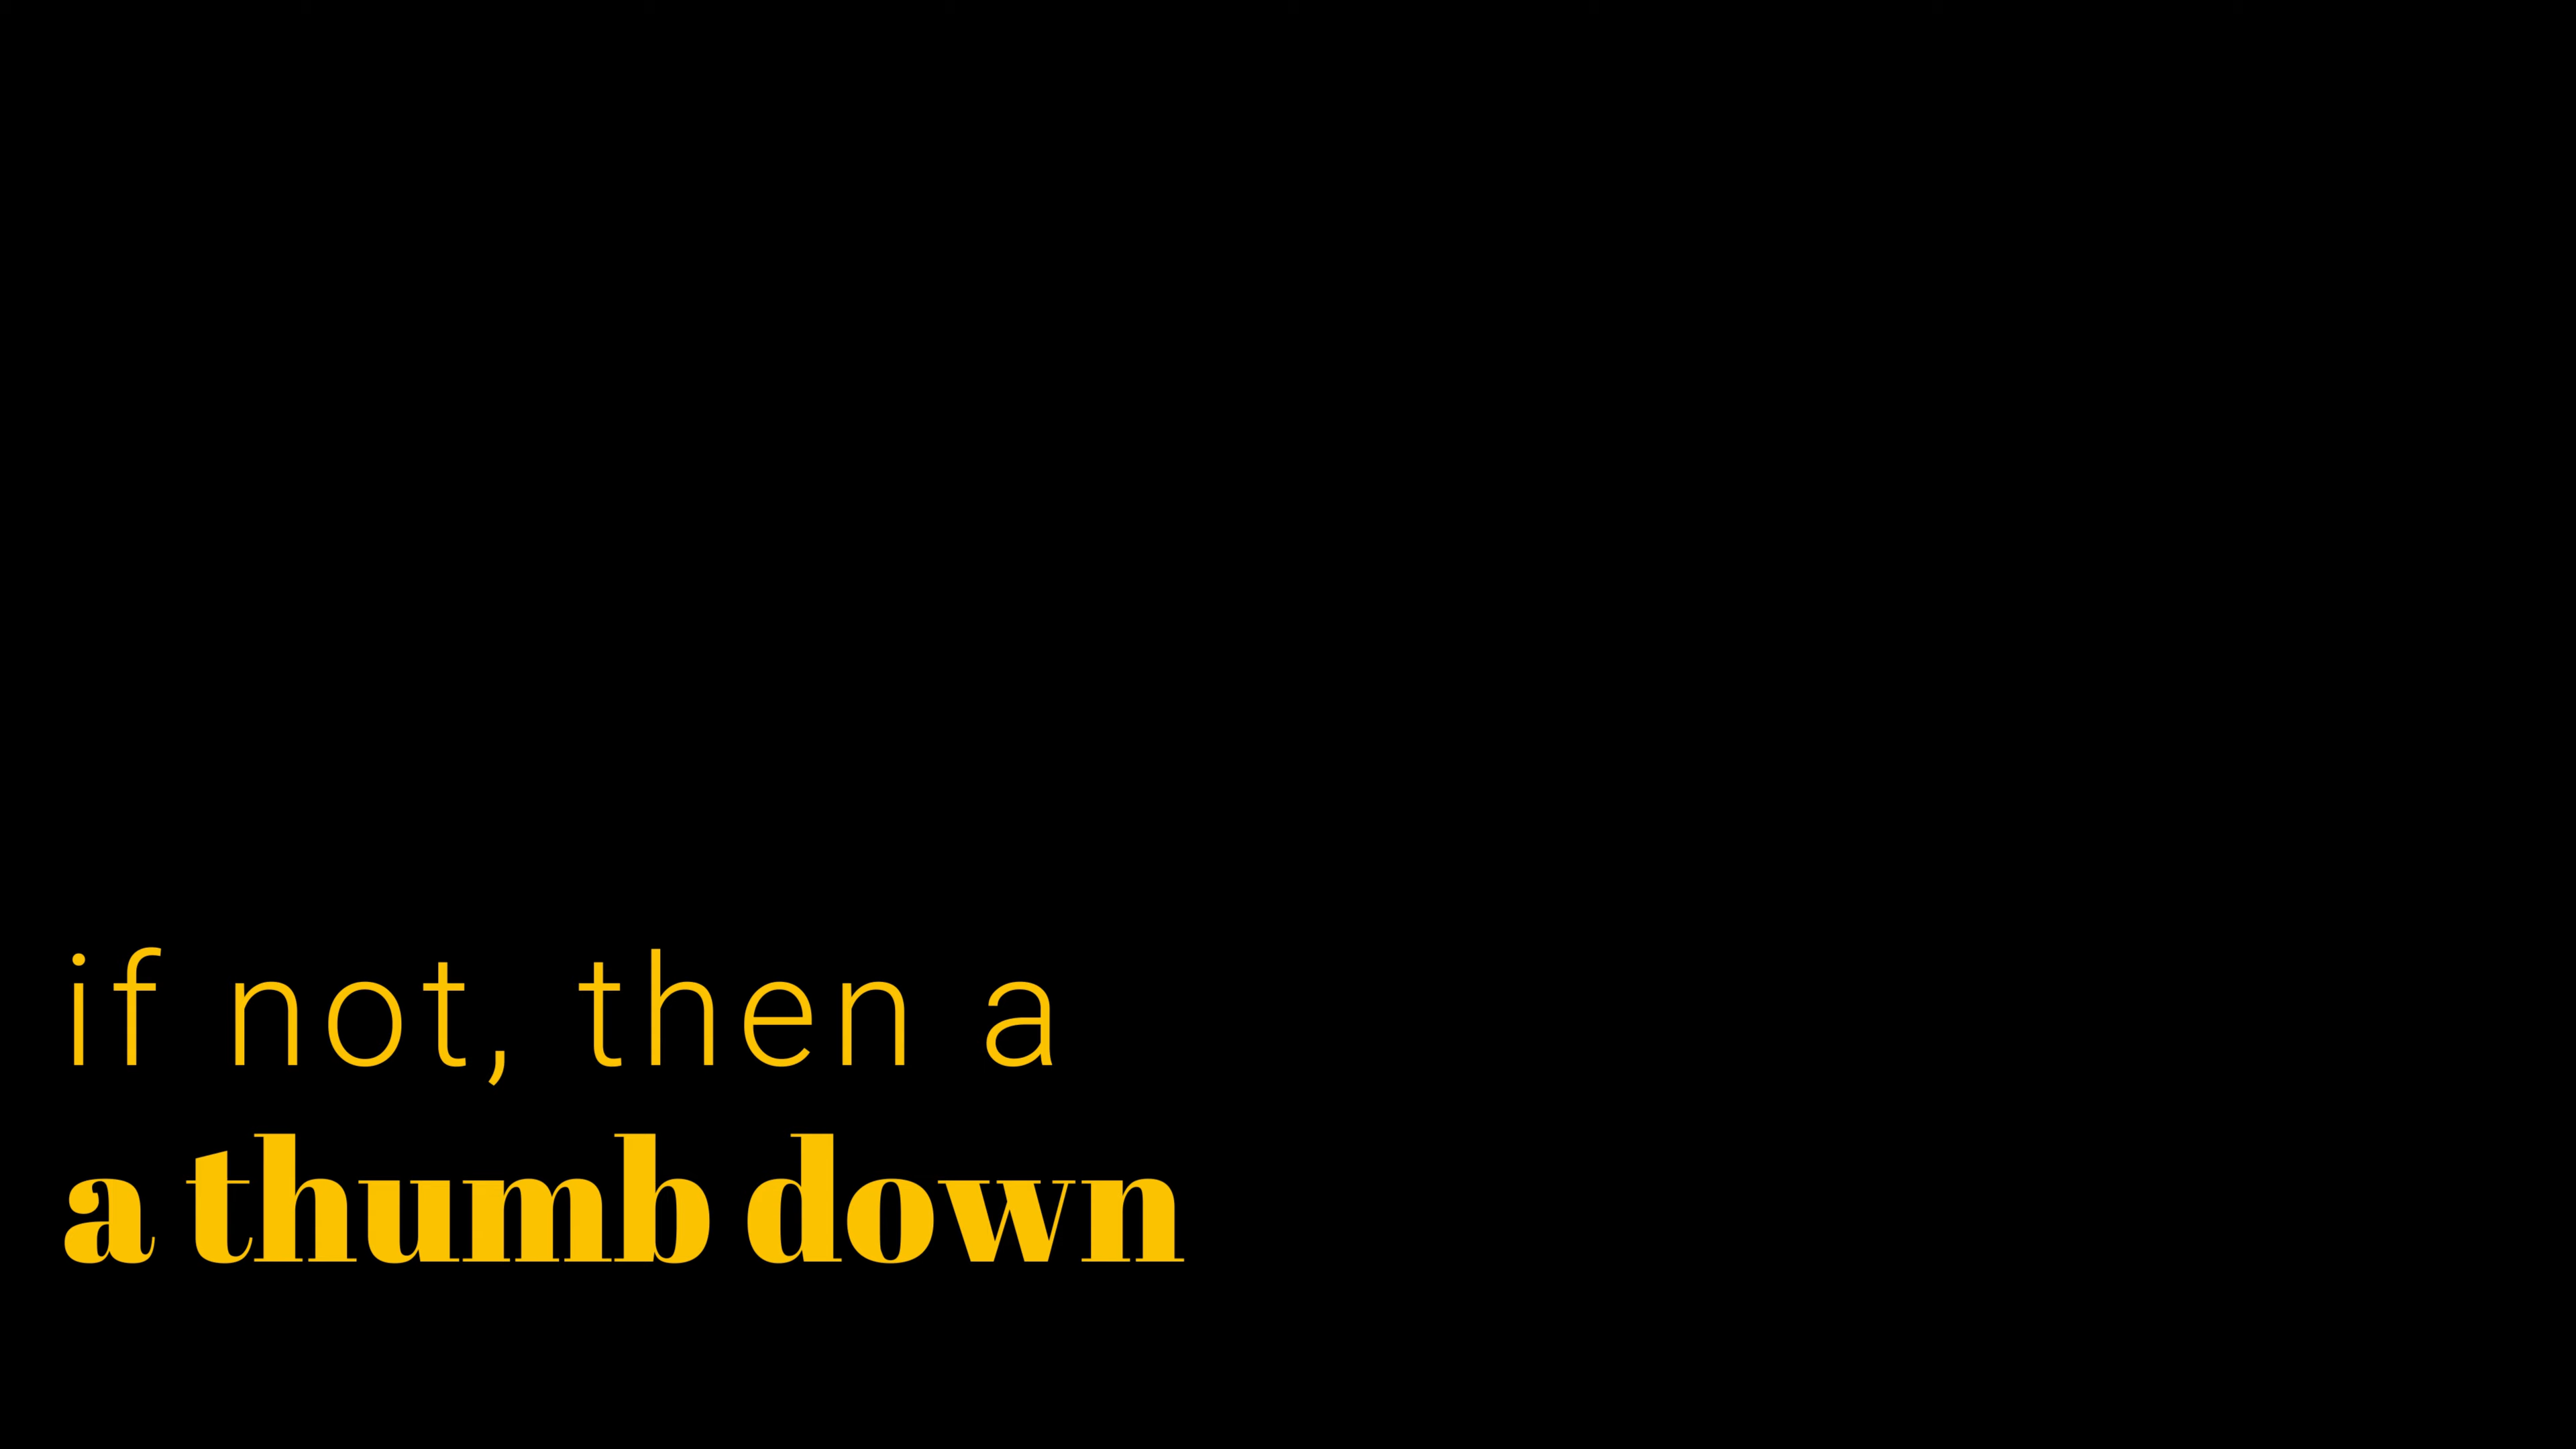 if not, then a
a thumb down